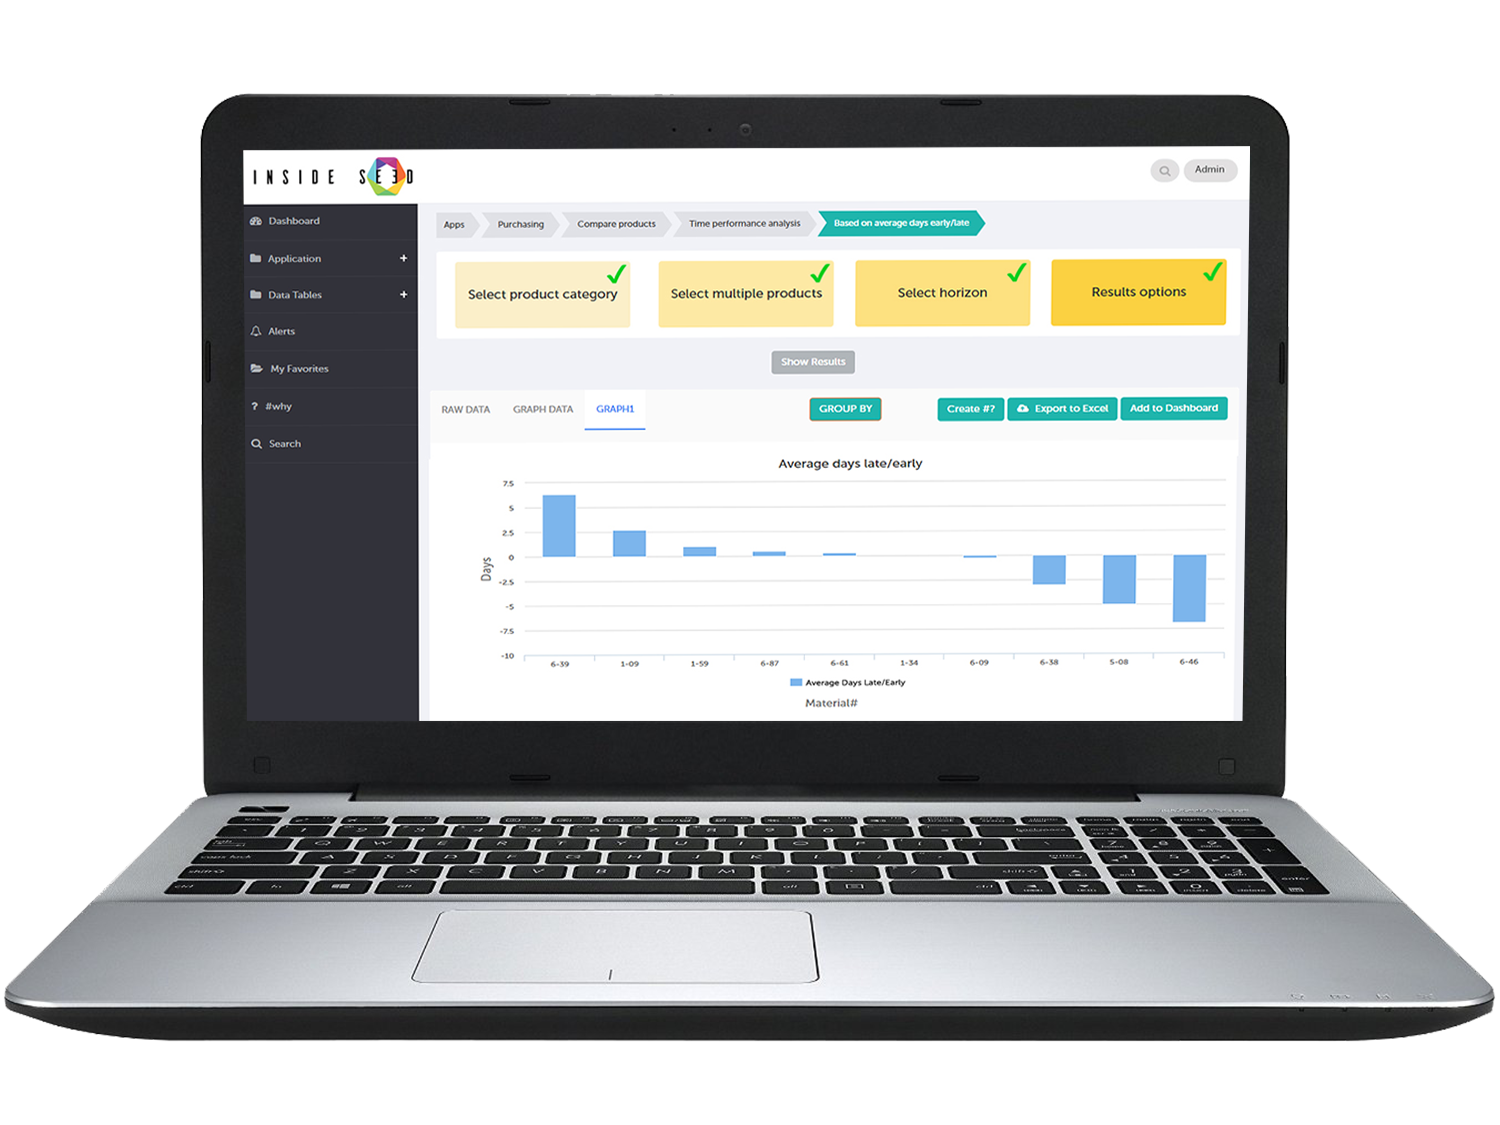 INSIDE SEED
Admin
Dashboard
Application +
Data Tables +
Alerts
My Favorites
? #why
Search
Apps
Purchasing
Compare products
Time performance analysis
Based on average days early/late
Select product category
Select multiple products
Select horizon
Results options
Show Results
RAW DATA
GRAPH DATA
GRAPH1
GROUP BY
Create #?
Export to Excel
Add to Dashboard
Average days late/early
Days
7.5
5
2.5
0
-2.5
-5
-7.5
-10
6-39
1-09
1-59
6-87
6-61
1-34
6-09
6-38
5-08
6-46
Average Days Late/Early
Material#
Q W E R T Y U I O P
A S D F G H J K L
Z X C V B N M